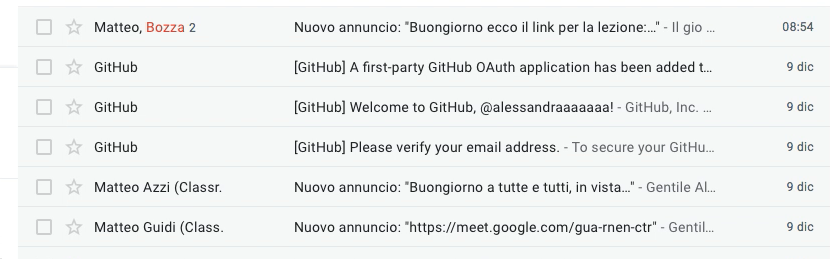 Matteo, Bozza 2 Nuovo annuncio: "Buongiorno ecco il link per la lezione:…" - Il gio … 08:54
GitHub [GitHub] A first-party GitHub OAuth application has been added t… 9 dic
GitHub [GitHub] Welcome to GitHub, @alessandraaaaaaa! - GitHub, Inc. … 9 dic
GitHub [GitHub] Please verify your email address. - To secure your GitHu… 9 dic
Matteo Azzi (Classr. Nuovo annuncio: "Buongiorno a tutte e tutti, in vista…" - Gentile Al… 9 dic
Matteo Guidi (Class. Nuovo annuncio: "https://meet.google.com/gua-rnen-ctr" - Gentil… 9 dic